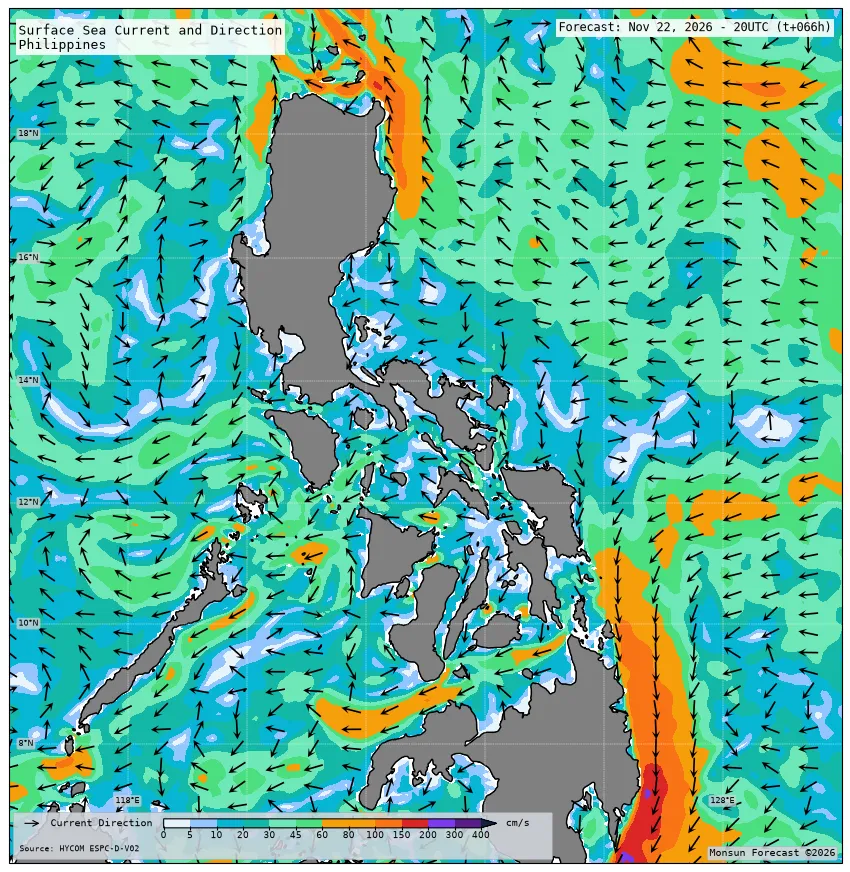 Surface Sea Current and Direction
Philippines
Forecast: Nov 22, 2026 - 20UTC (t+066h)
18°N
16°N
14°N
12°N
10°N
8°N
118°E
128°E
Current Direction
0 5 10 20 30 45 60 80 100 150 200 300 400
cm/s
Source: HYCOM ESPC-D-V02
Monsun Forecast ©2026